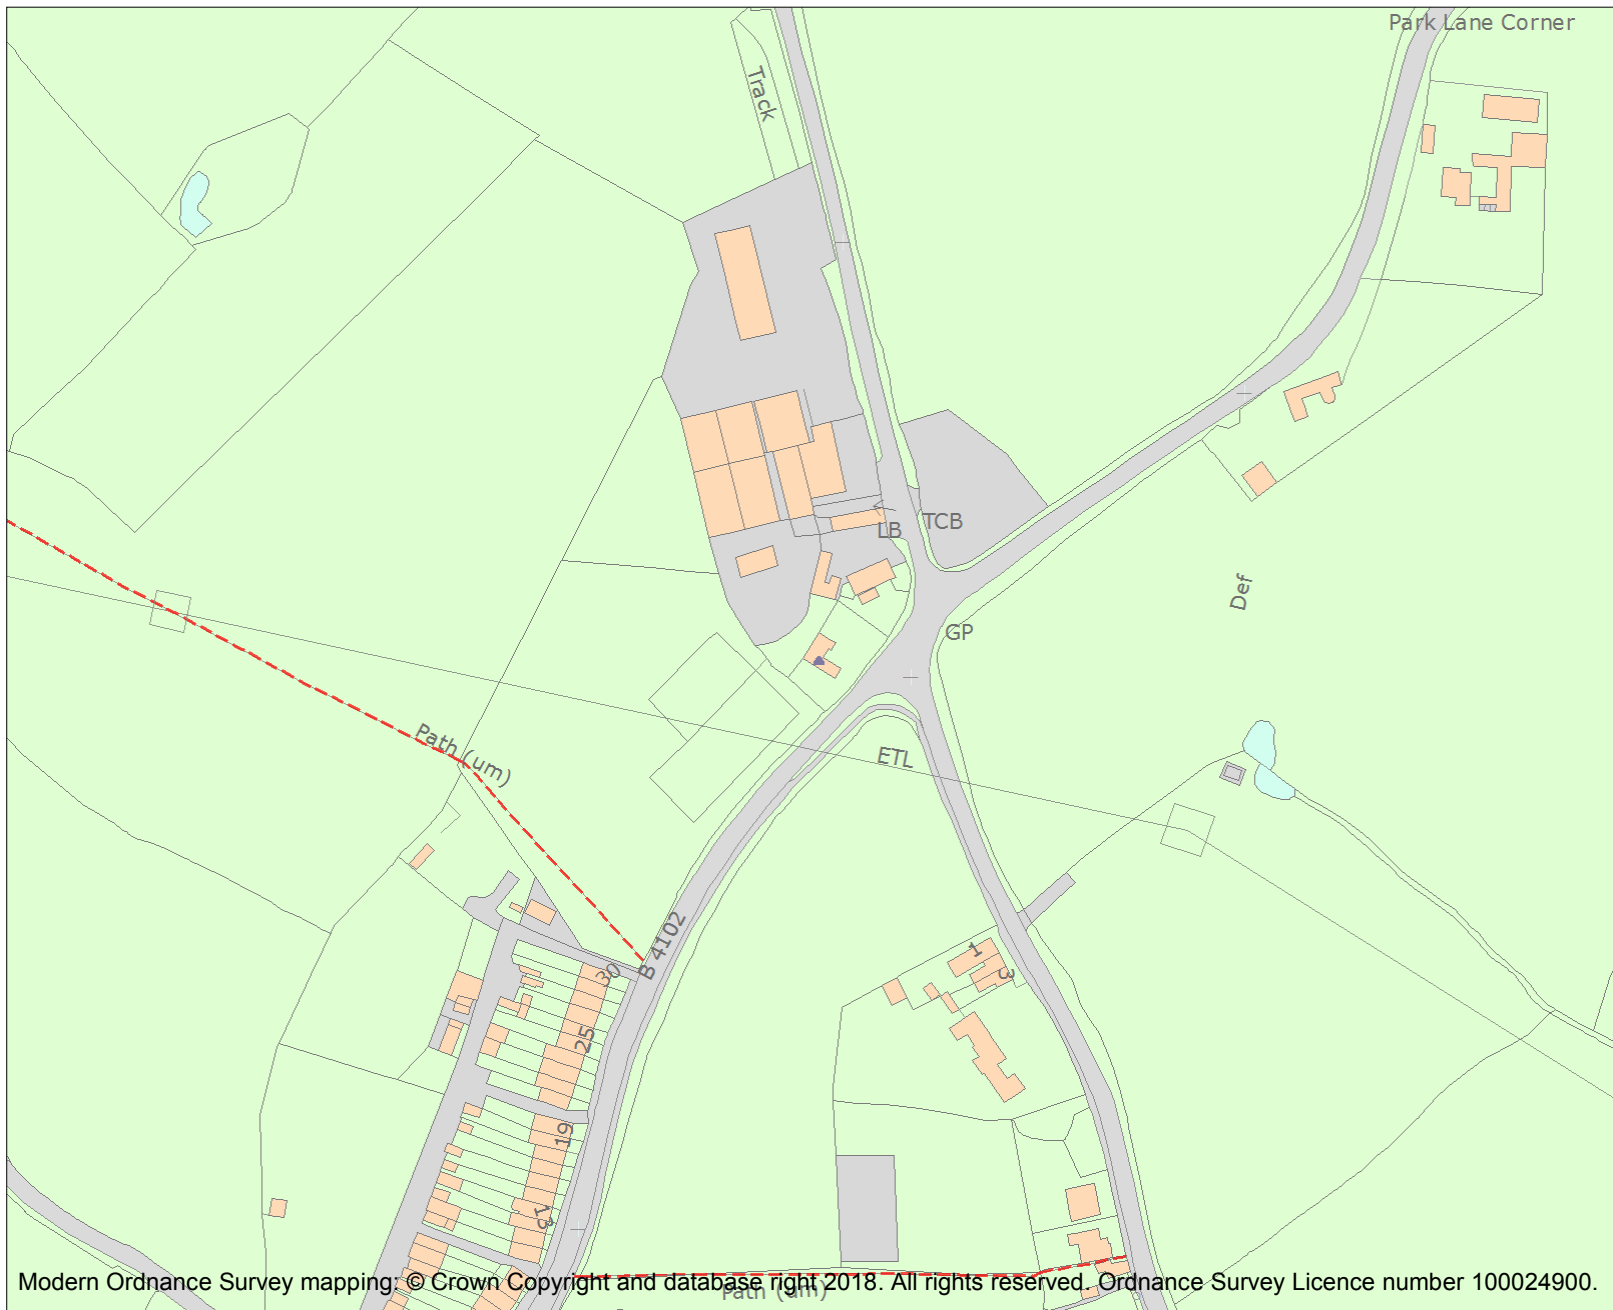 Park Lane Corner
Track
LB
TCB
Def
GP
Path (um)
ETL
B 4102
30
1
3
25
19
13
Modern Ordnance Survey mapping: © Crown Copyright and database right 2018. All rights reserved. Ordnance Survey Licence number 100024900.
Path (um)